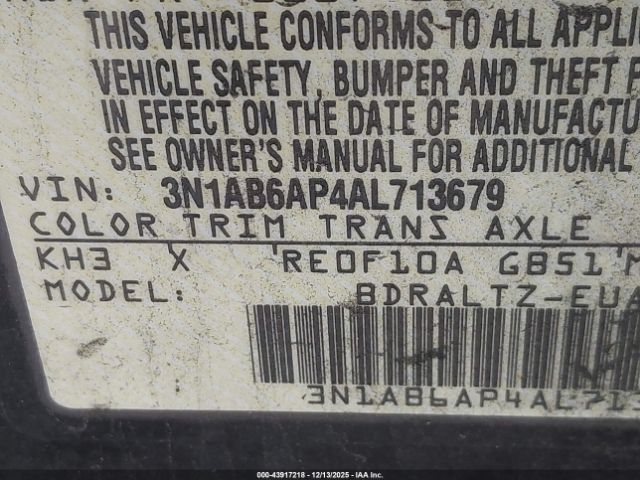 THIS VEHICLE CONFORMS TO ALL APPLI
VEHICLE SAFETY, BUMPER AND THEFT P
IN EFFECT ON THE DATE OF MANUFACTU
SEE OWNER'S MANUAL FOR ADDITIONAL
VIN: 3N1AB6AP4AL713679
COLOR TRIM TRANS AXLE
KH3 X RE0F10A GB51 M
MODEL: BDRALTZ-EUA
3N1AB6AP4AL713
000-43917218 - 12/13/2025 - IAA Inc.